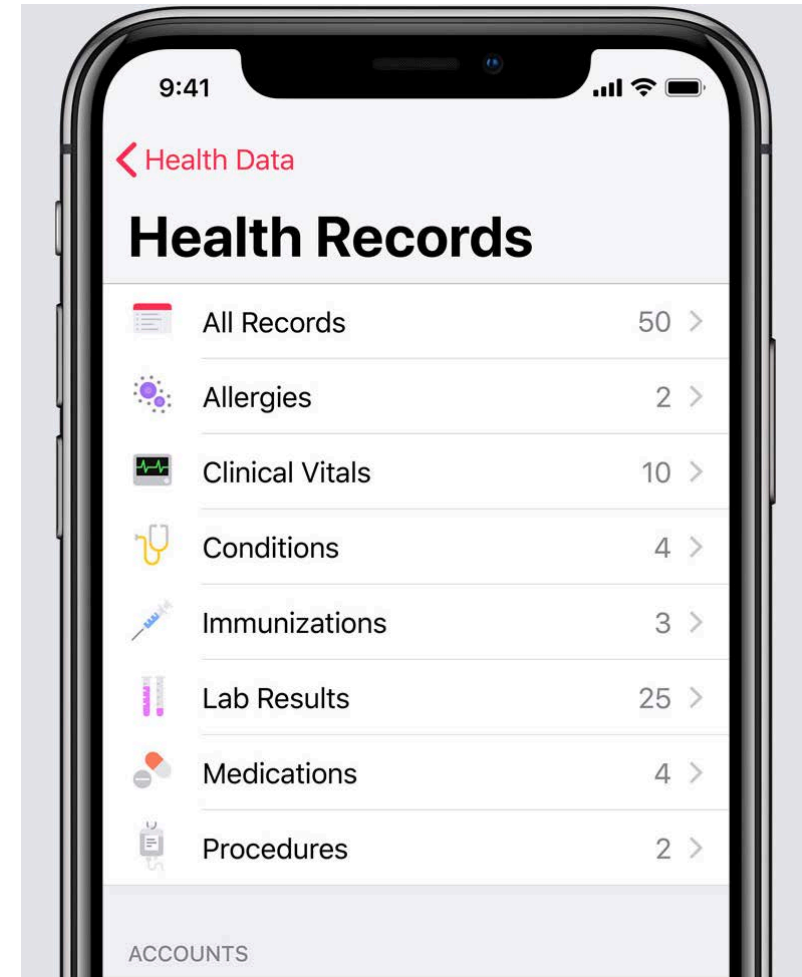 9:41
Health Data
Health Records
All Records 50
Allergies 2
Clinical Vitals 10
Conditions 4
Immunizations 3
Lab Results 25
Medications 4
Procedures 2
ACCOUNTS